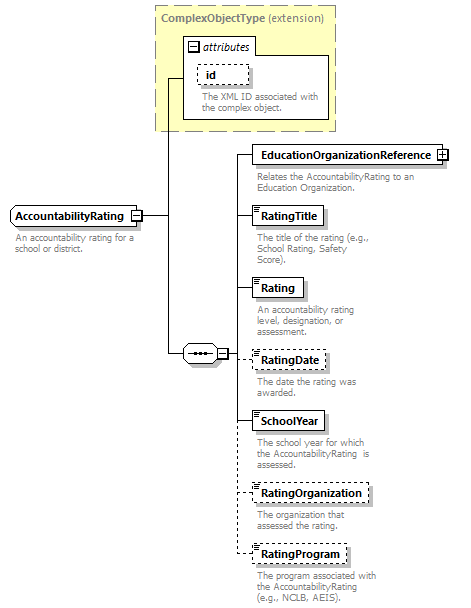 ComplexObjectType (extension)
attributes
id
The XML ID associated with
the complex object.
EducationOrganizationReference
Relates the AccountabilityRating to an
Education Organization.
AccountabilityRating
An accountability rating for a
school or district.
RatingTitle
The title of the rating (e.g.,
School Rating, Safety
Score).
Rating
An accountability rating
level, designation, or
assessment.
RatingDate
The date the rating was
awarded.
SchoolYear
The school year for which
the AccountabilityRating is
assessed.
RatingOrganization
The organization that
assessed the rating.
RatingProgram
The program associated with
the AccountabilityRating
(e.g., NCLB, AEIS).